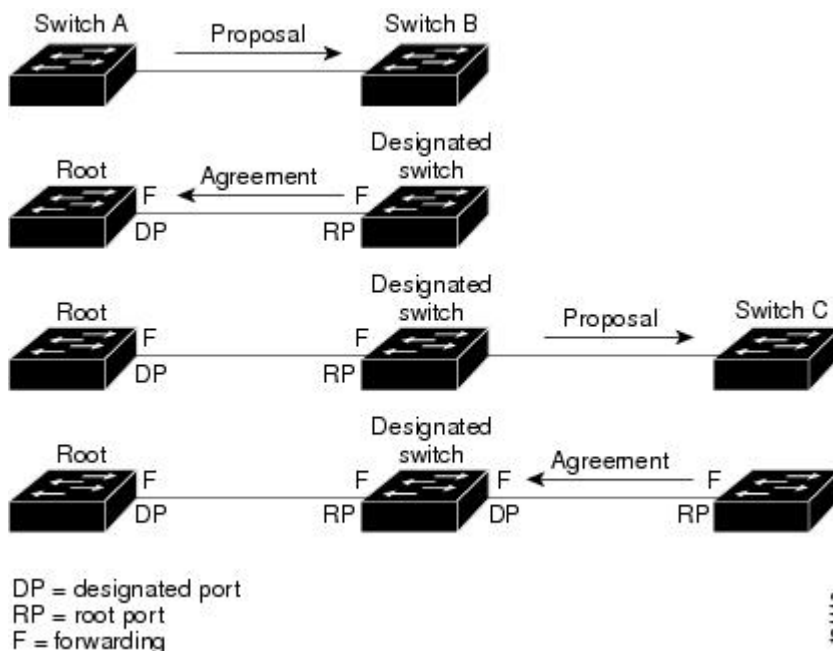 Switch A
Proposal
Switch B
Root
F
Agreement
F
Designated
switch
DP
RP
Root
F
Designated
switch
F
Proposal
Switch C
DP
RP
Root
F
Designated
switch
F
F
Agreement
F
DP
RP
DP
RP
DP = designated port
RP = root port
F = forwarding